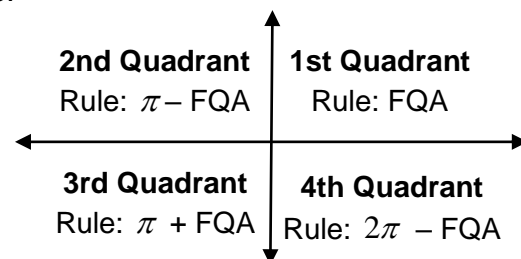 2nd Quadrant
Rule: π – FQA
1st Quadrant
Rule: FQA
3rd Quadrant
Rule: π + FQA
4th Quadrant
Rule: 2π – FQA